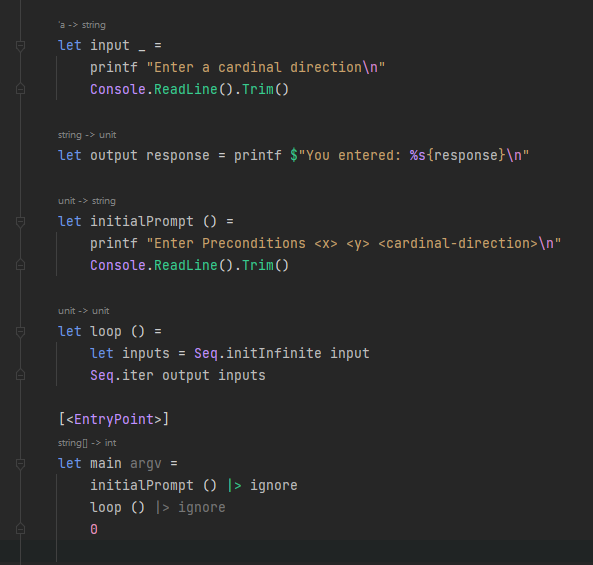 'a -> string
let input _ =
    printf "Enter a cardinal direction\n"
    Console.ReadLine().Trim()
string -> unit
let output response = printf $"You entered: %s{response}\n"
unit -> string
let initialPrompt () =
    printf "Enter Preconditions <x> <y> <cardinal-direction>\n"
    Console.ReadLine().Trim()
unit -> unit
let loop () =
    let inputs = Seq.initInfinite input
    Seq.iter output inputs
[<EntryPoint>]
string[] -> int
let main argv =
    initialPrompt () |> ignore
    loop () |> ignore
    0